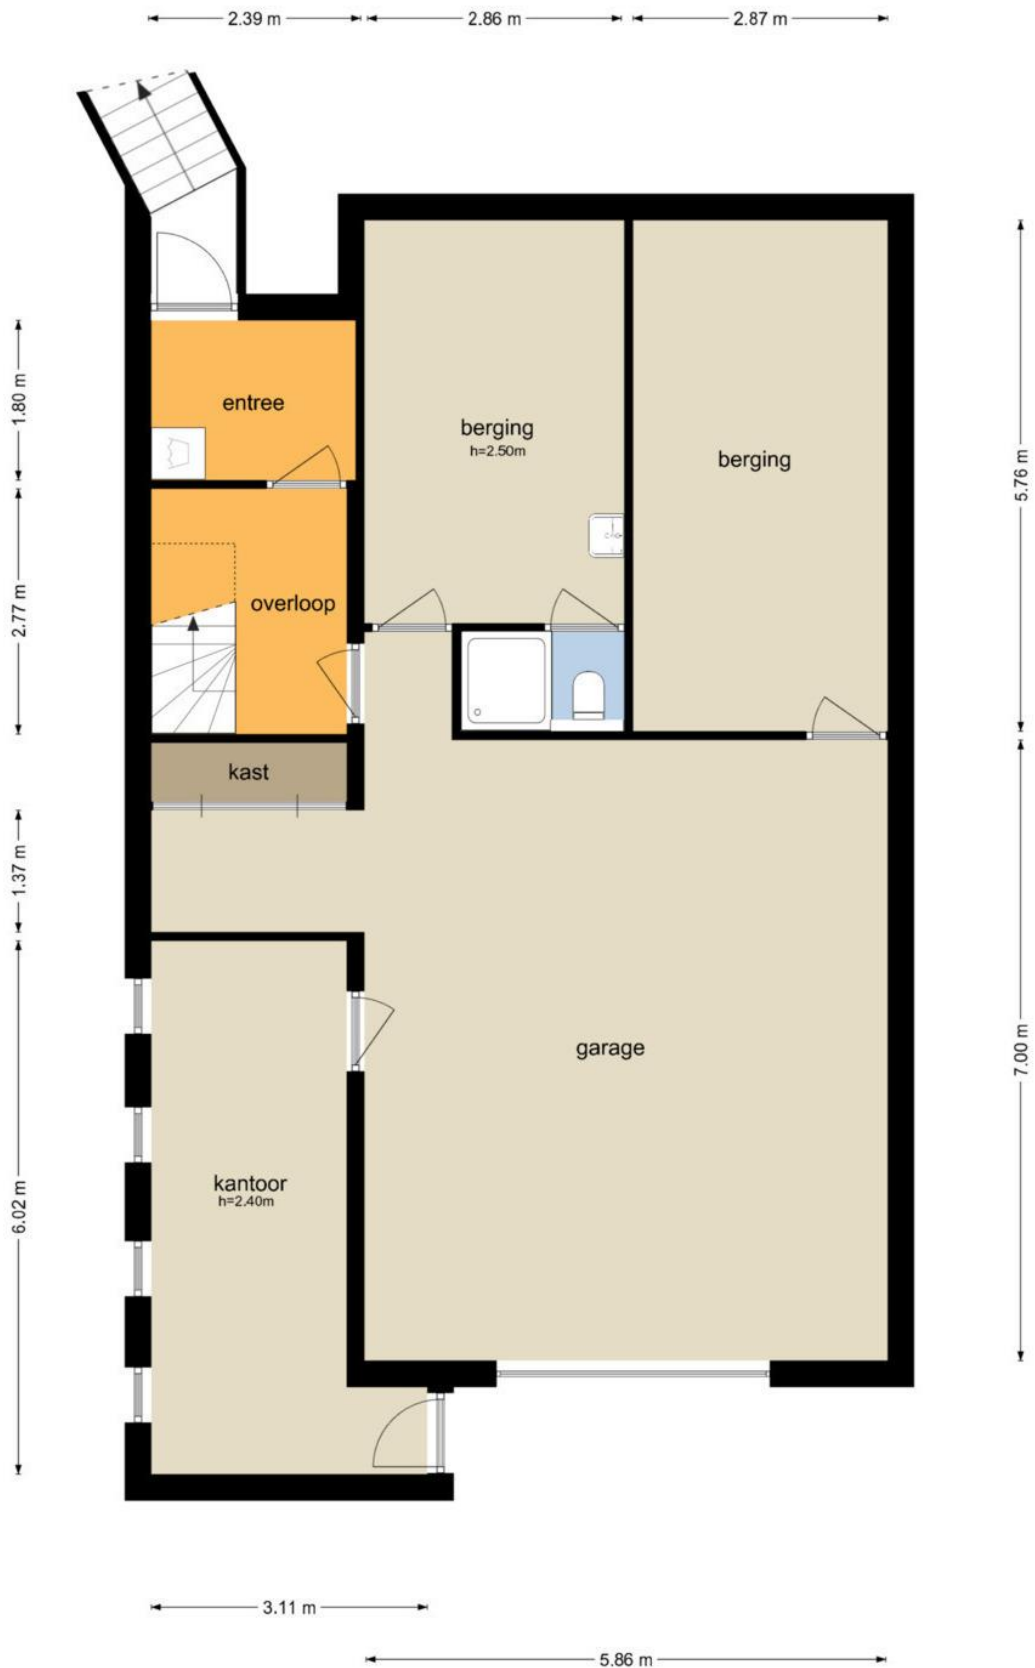 2.39 m
2.86 m
2.87 m
1.80 m
entree
berging
h=2.50m
berging
5.76 m
2.77 m
overloop
kast
1.37 m
garage
7.00 m
kantoor
h=2.40m
6.02 m
3.11 m
5.86 m